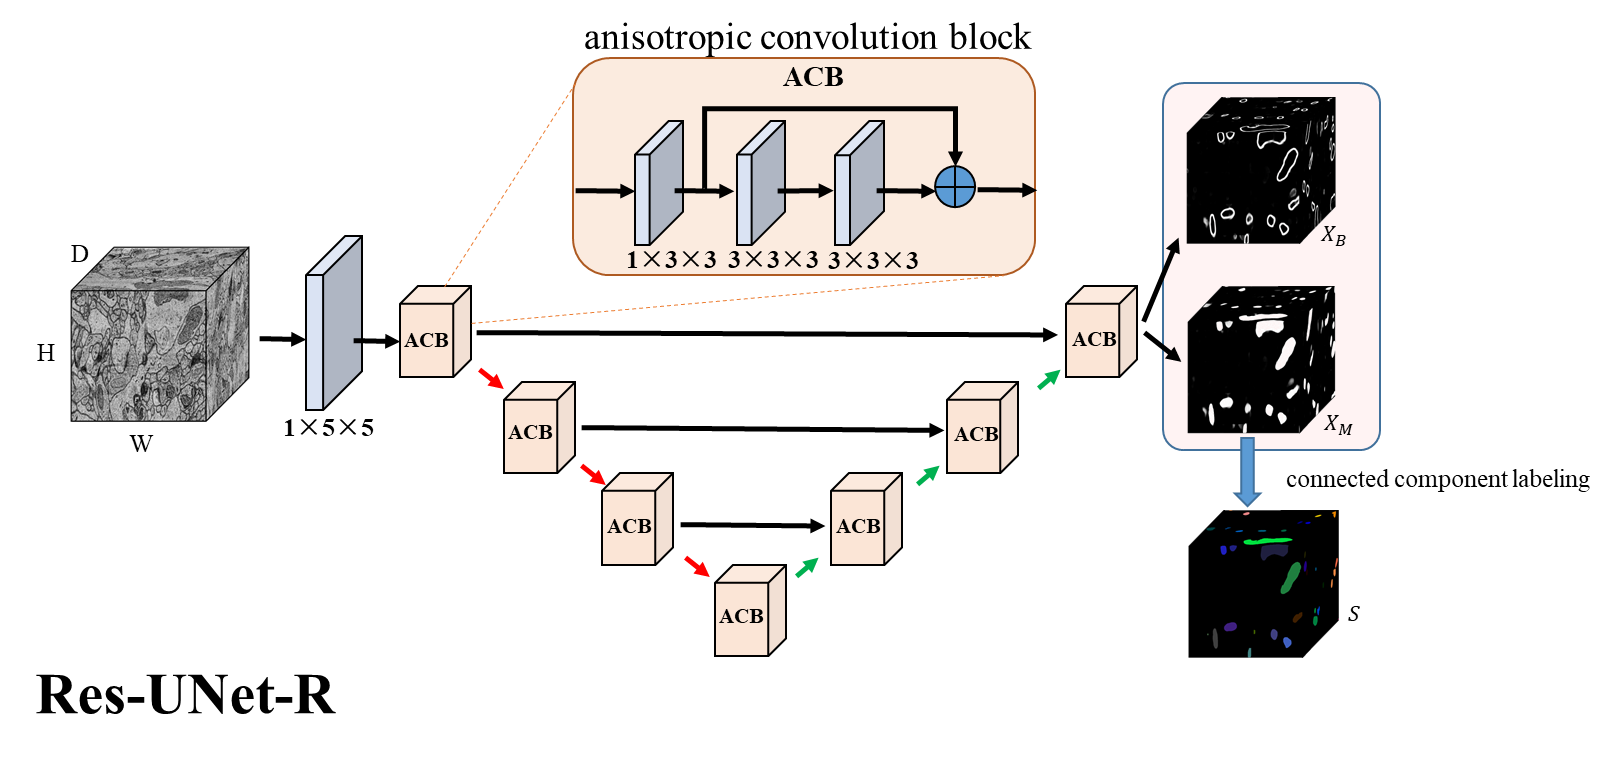 anisotropic convolution block
ACB
1×3×3 3×3×3 3×3×3
D
H
W
1×5×5
ACB
ACB
ACB
ACB
ACB
ACB
ACB
X_B
X_M
connected component labeling
S
Res-UNet-R